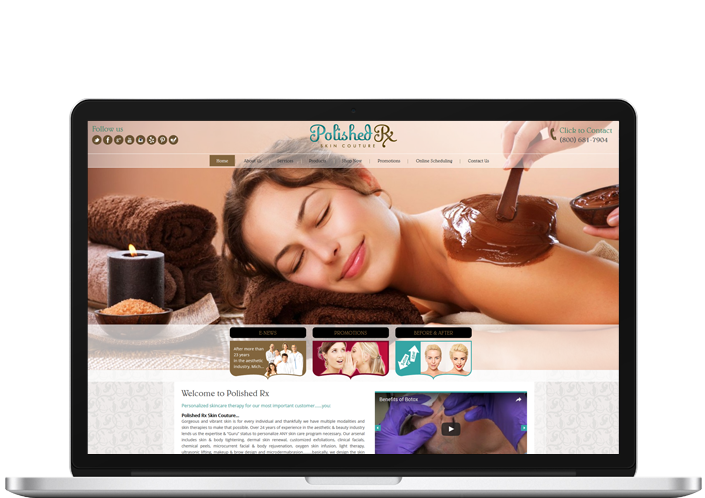 Follow us
Polished Rx
SKIN COUTURE
Click to Contact
(800) 681-7904
Home
About Us
Services
Products
Shop Now
Promotions
Online Scheduling
Contact Us
E-NEWS
PROMOTIONS
BEFORE & AFTER
After more than
23 years
in the aesthetic
industry, Mich...
Welcome to Polished Rx
Personalized skincare therapy for our most important customer......you!
Polished Rx Skin Couture...
Gorgeous and vibrant skin is for every individual and thankfully we have multiple modalities and
skin therapies to make that possible. Over 24 years of experience in the aesthetic & beauty industry
lends us the expertise & "Guru" status to personalize ANY skin care program necessary. Our arsenal
includes skin & body tightening, dermal skin renewal, customized exfoliations, clinical facials,
chemical peels, microcurrent facial & body rejuvenation, oxygen skin infusion, light therapy,
ultrasonic lifting, makeup & brow design and microdermabrasion........basically, we design the skin
Benefits of Botox